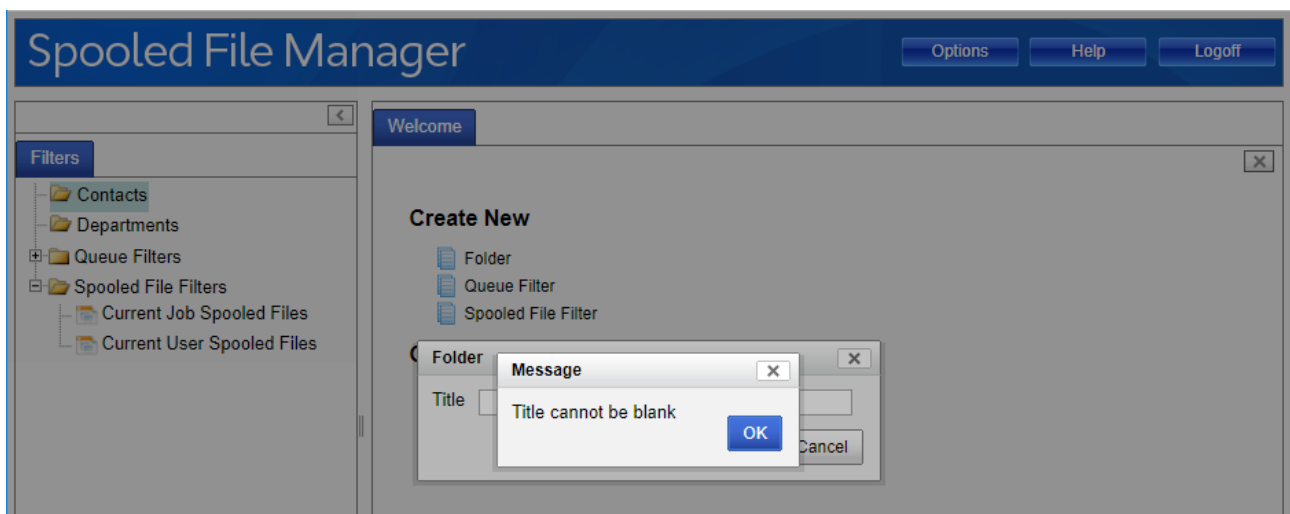 Spooled File Manager
Options Help Logoff
Filters
Contacts
Departments
Queue Filters
Spooled File Filters
Current Job Spooled Files
Current User Spooled Files
Welcome
Create New
Folder
Queue Filter
Spooled File Filter
Folder
Title
Cancel
Message
Title cannot be blank
OK